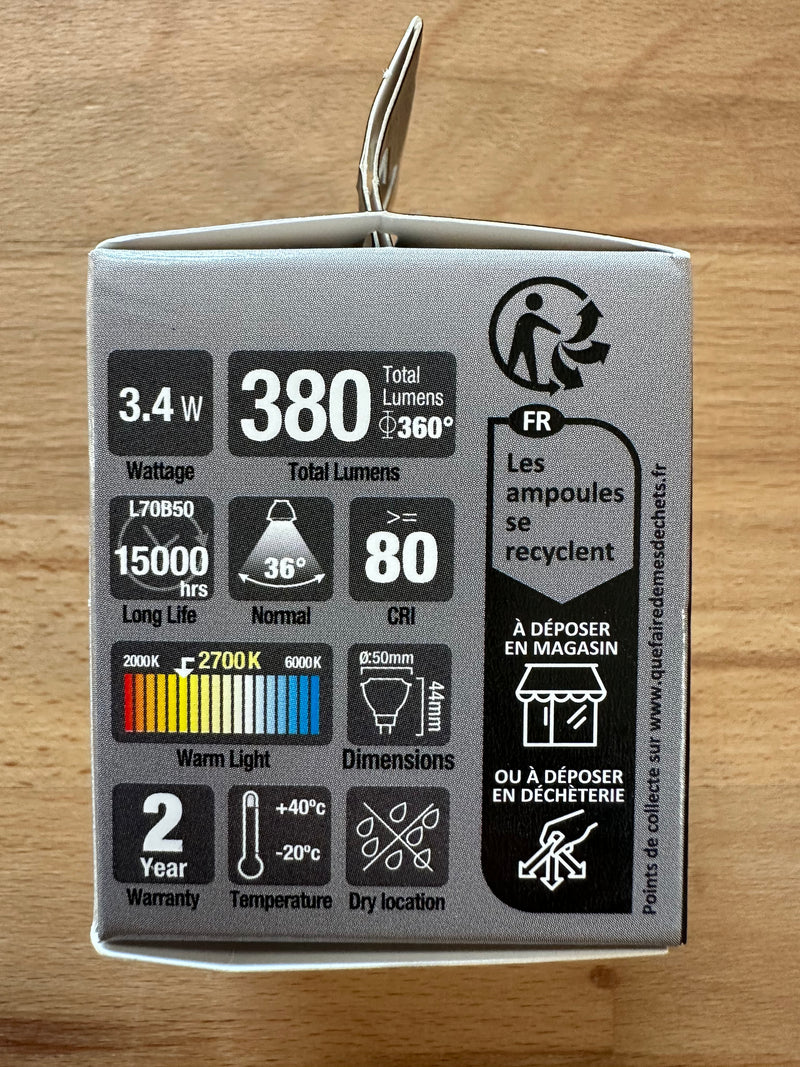 3.4 W
Wattage
380
Total
Lumens
360°
Total Lumens
L70B50
15000
hrs
Long Life
36°
Normal
>=
80
CRI
2000K
2700K
6000K
Warm Light
Ø:50mm
44mm
Dimensions
2
Year
Warranty
+40ºc
-20ºc
Temperature
Dry location
FR
Les
ampoules
se
recyclent
À DÉPOSER
EN MAGASIN
OU À DÉPOSER
EN DÉCHÈTERIE
Points de collecte sur www.quefairedemesdechets.fr